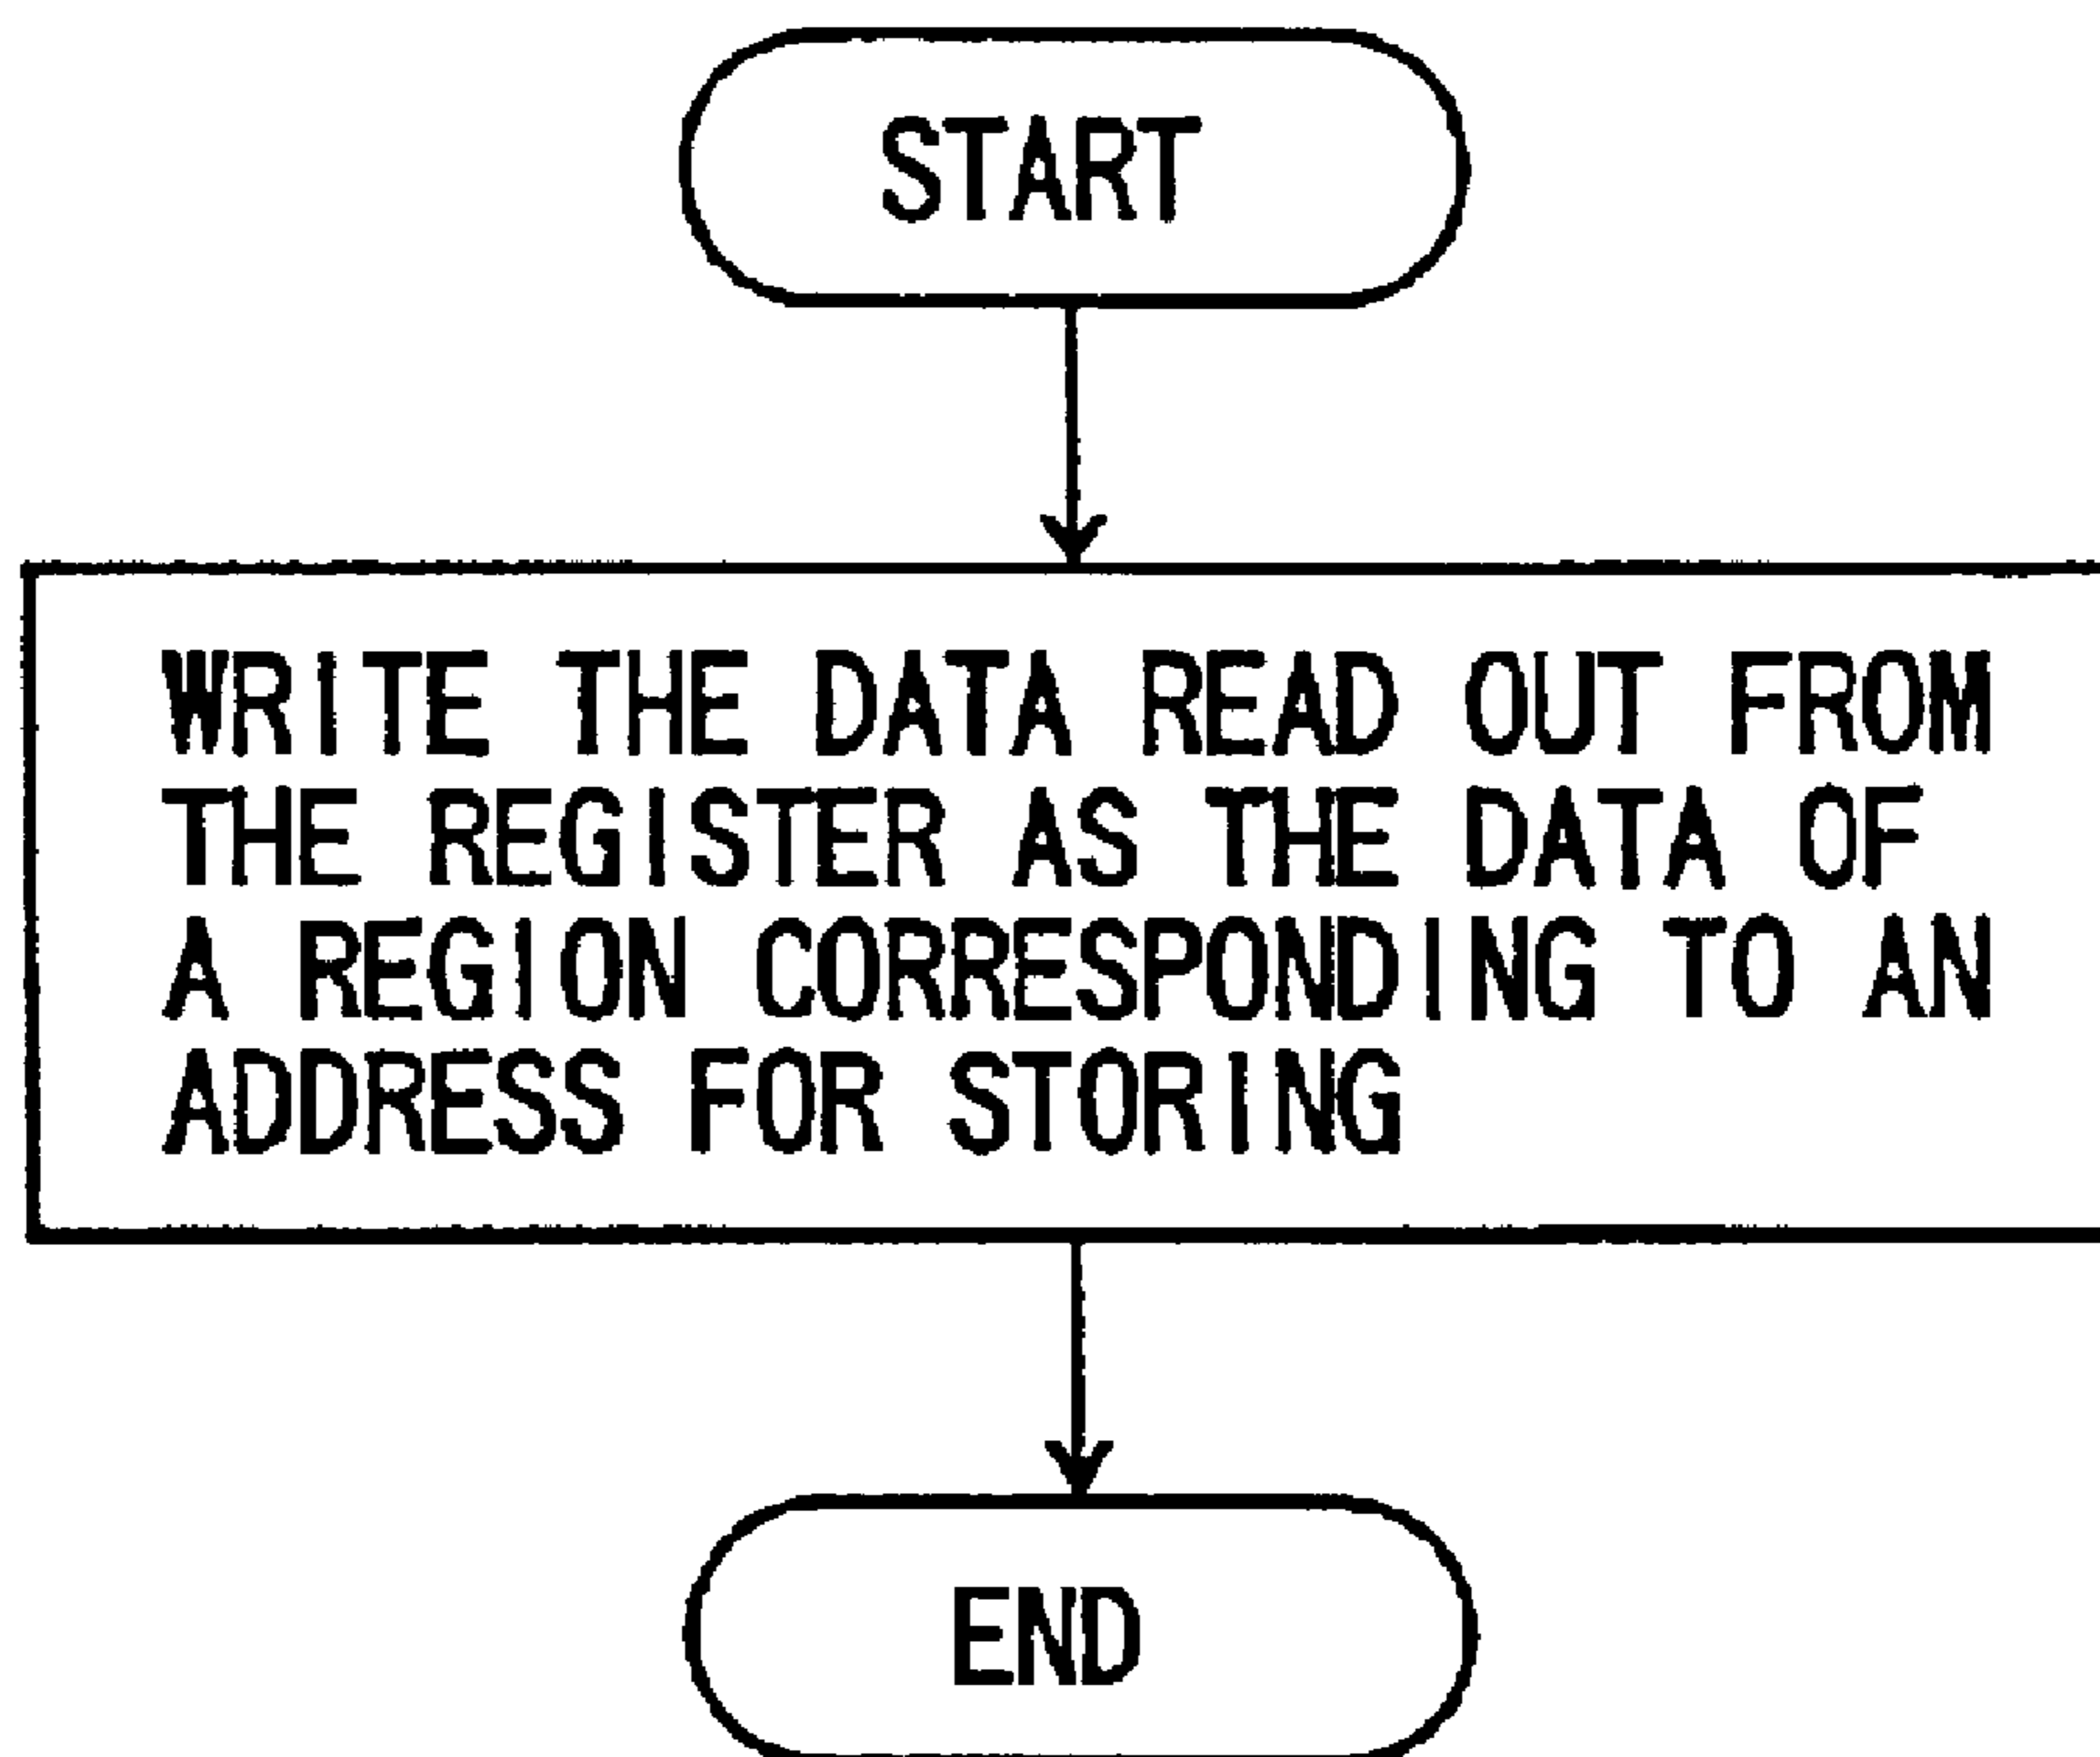 START
WRITE THE DATA READ OUT FROM
THE REGISTER AS THE DATA OF
A REGION CORRESPONDING TO AN
ADDRESS FOR STORING
END